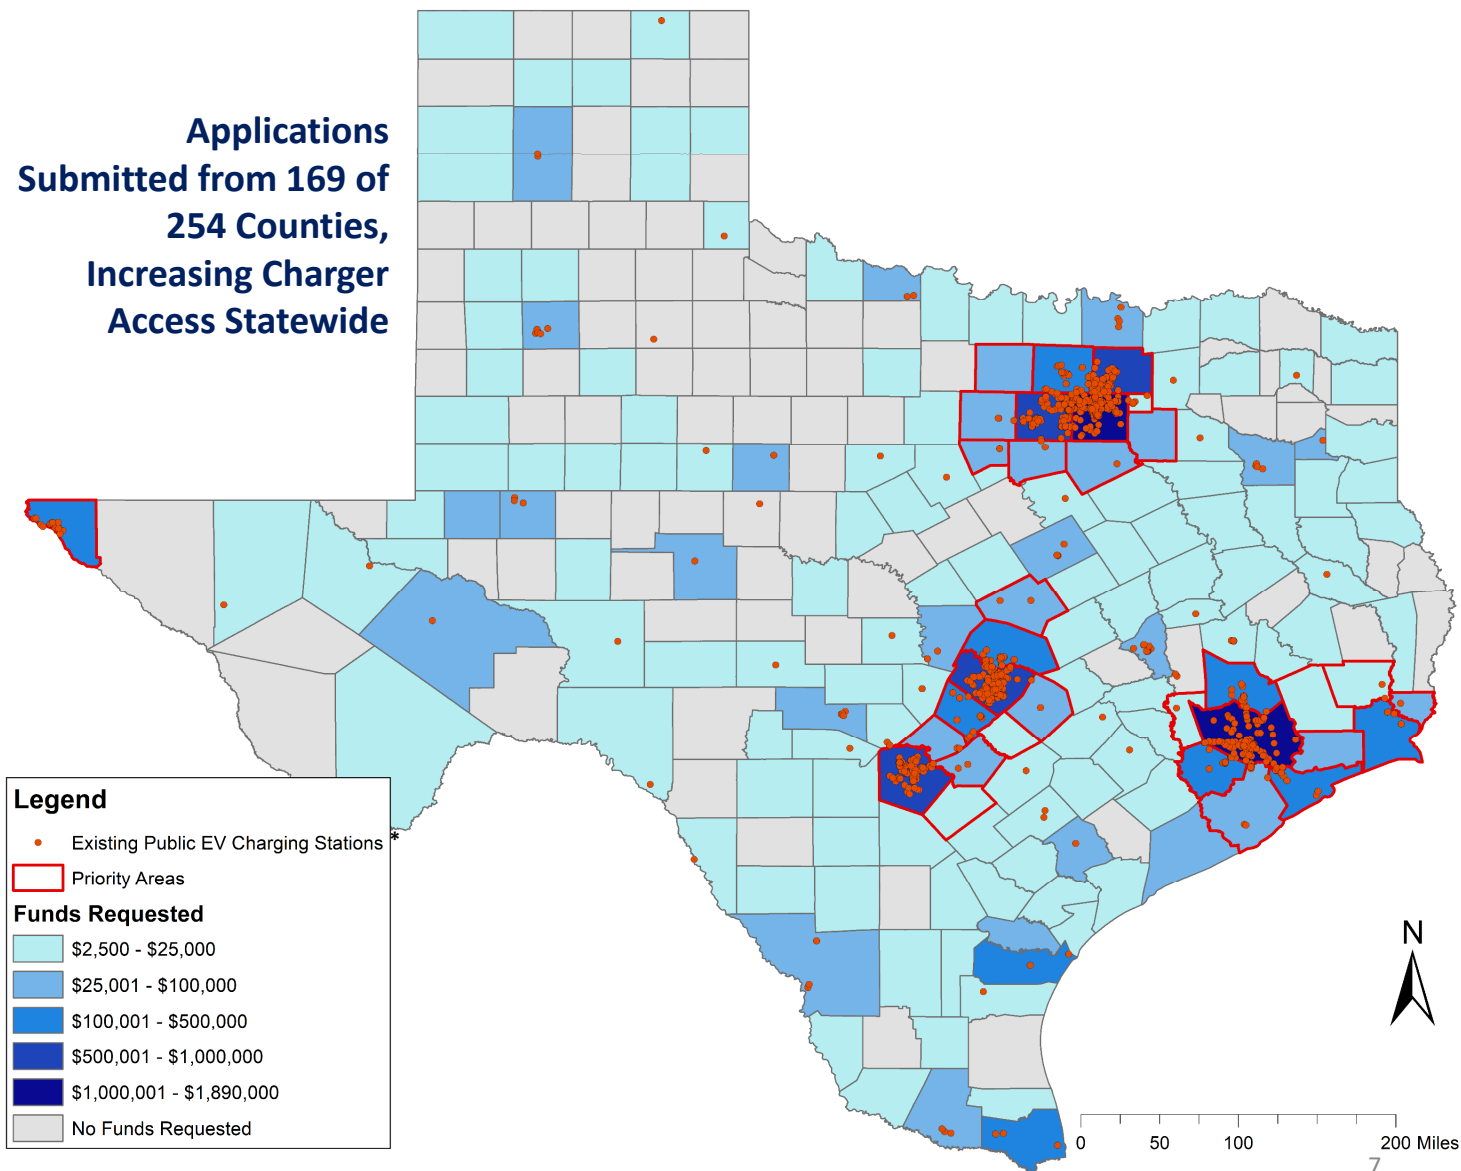 Applications
Submitted from 169 of
254 Counties,
Increasing Charger
Access Statewide
Legend
Existing Public EV Charging Stations *
Priority Areas
Funds Requested
$2,500 - $25,000
$25,001 - $100,000
$100,001 - $500,000
$500,001 - $1,000,000
$1,000,001 - $1,890,000
No Funds Requested
N
0 50 100 200 Miles
7